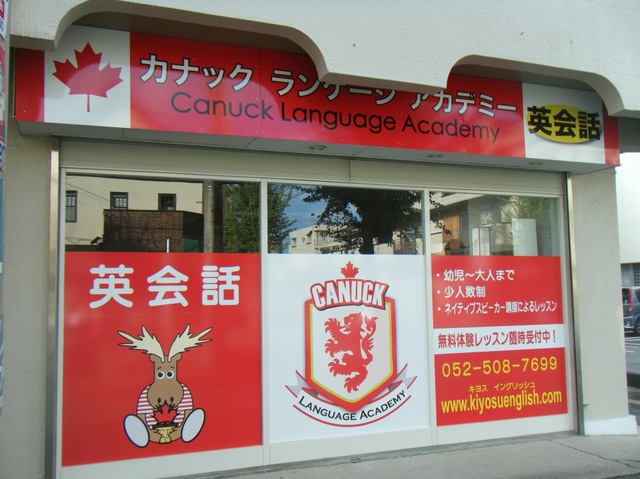 カナック ランゲージ アカデミー
Canuck Language Academy
英会話
英会話
CANUCK
LANGUAGE ACADEMY
・幼児～大人まで
・少人数制
・ネイティブスピーカー講師によるレッスン
無料体験レッスン随時受付中！
052-508-7699
キヨス イングリッシュ
www.kiyosuenglish.com